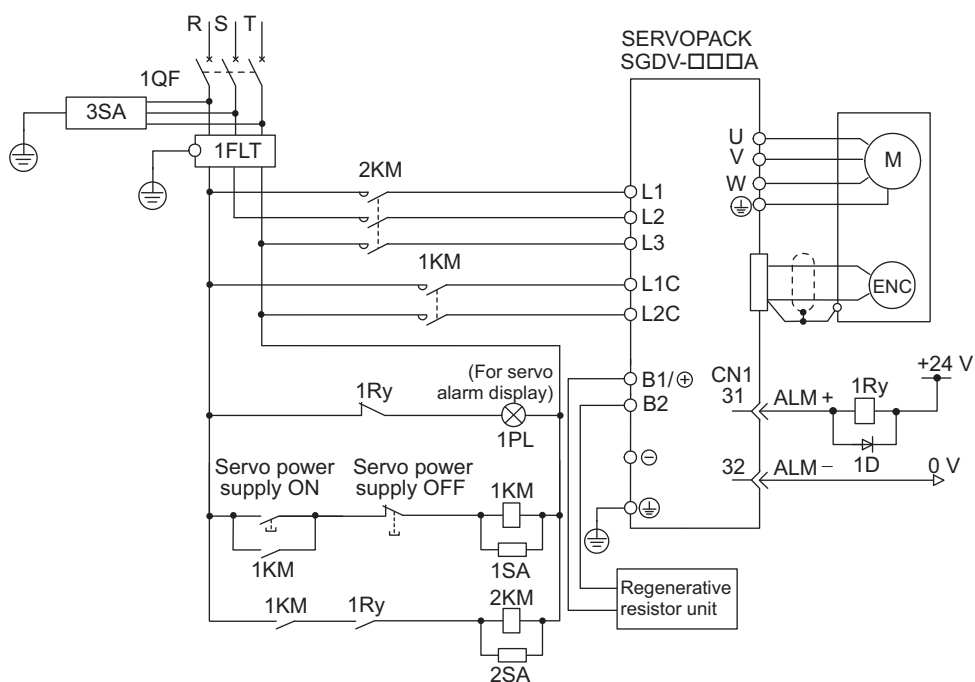 R S T
SERVOPACK
SGDV-□□□A
1QF
3SA
1FLT
U
V
W
M
2KM
L1
L2
L3
1KM
L1C
L2C
ENC
(For servo
alarm display)
1Ry
1PL
B1/⊕
B2
CN1
31
ALM +
1Ry
+24 V
1D
⊖
32
ALM −
0 V
Servo power
supply ON
Servo power
supply OFF
1KM
1KM
1SA
1KM
1Ry
2KM
2SA
Regenerative
resistor unit